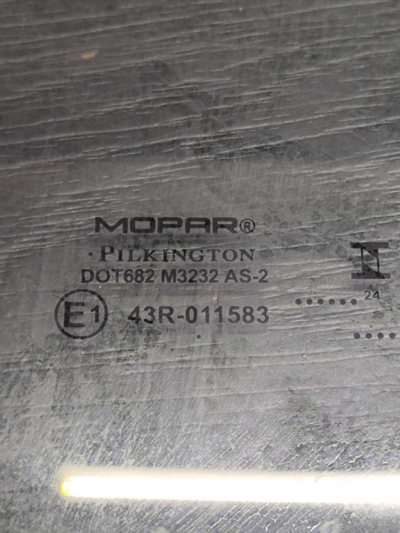 MOPAR®
· PILKINGTON
DOT682 M3232 AS-2
E1 43R-011583
...... 24
....